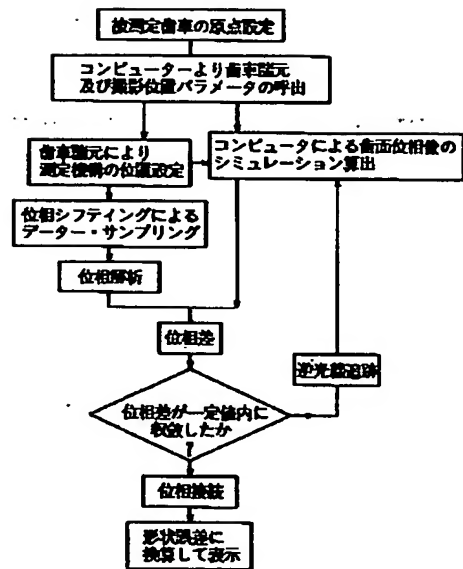 被測定歯車の原点設定
コンピューターより歯車諸元
及び撮影位置パラメータの呼出
歯車諸元により
測定機構の位置設定
コンピュータによる歯面位相像の
シミュレーション算出
位相シフティングによる
データー・サンプリング
位相解析
位相差
逆光線追跡
位相差が一定値内に
収斂したか
?
位相接続
形状誤差に
換算して表示